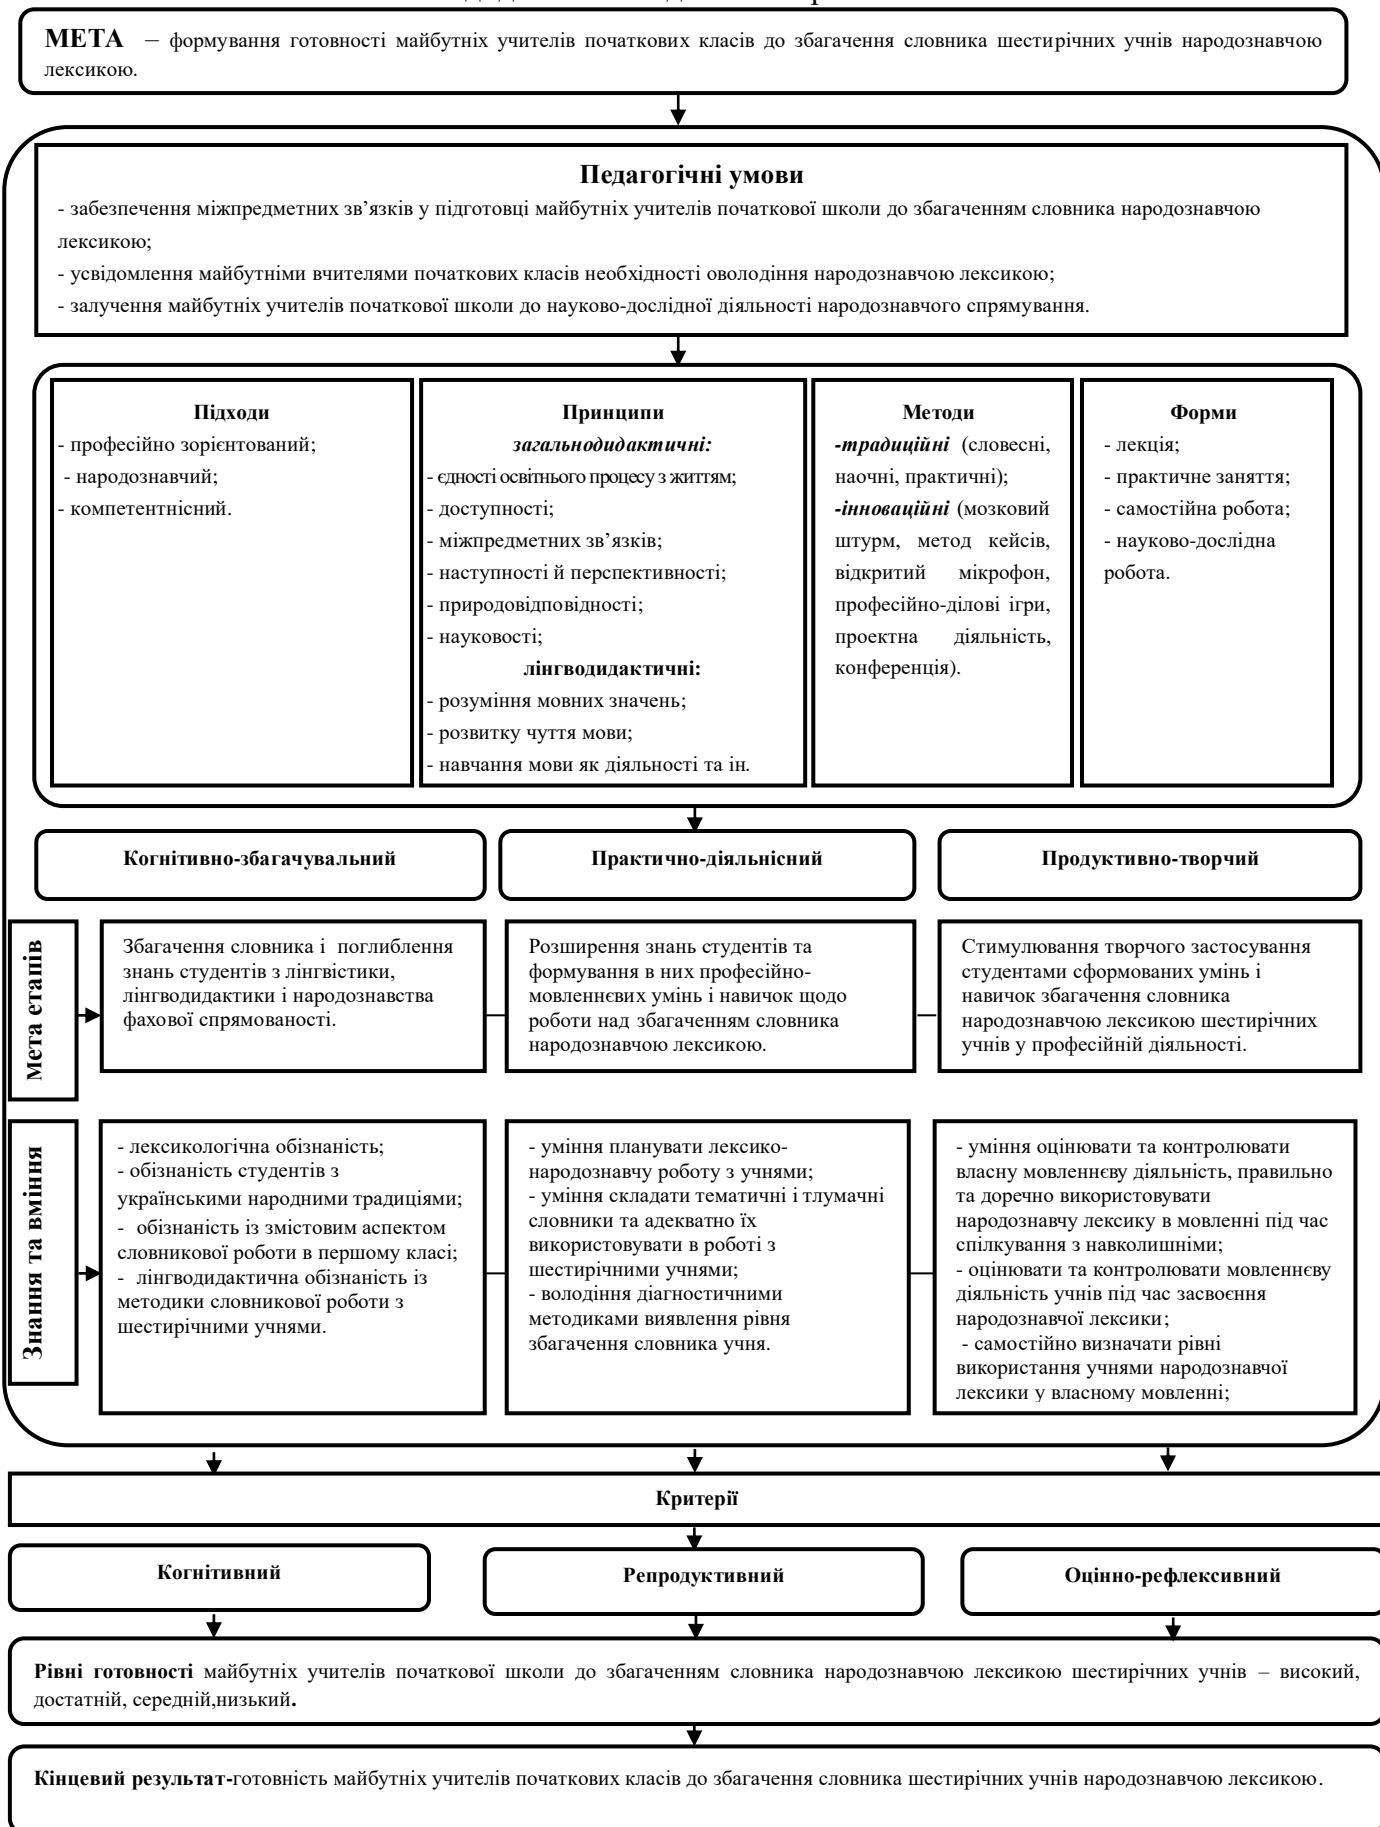 МЕТА – формування готовності майбутніх учителів початкових класів до збагачення словника шестирічних учнів народознавчою
лексикою.
Педагогічні умови
- забезпечення міжпредметних зв’язків у підготовці майбутніх учителів початкової школи до збагаченням словника народознавчою
лексикою;
- усвідомлення майбутніми вчителями початкових класів необхідності оволодіння народознавчою лексикою;
- залучення майбутніх учителів початкової школи до науково-дослідної діяльності народознавчого спрямування.
Підходи
- професійно зорієнтований;
- народознавчий;
- компетентнісний.
Принципи
загальнодидактичні:
- єдності освітнього процесу з життям;
- доступності;
- міжпредметних зв’язків;
- наступності й перспективності;
- природовідповідності;
- науковості;
лінгводидактичні:
- розуміння мовних значень;
- розвитку чуття мови;
- навчання мови як діяльності та ін.
Методи
-традиційні (словесні,
наочні, практичні);
-інноваційні (мозковий
штурм, метод кейсів,
відкритий мікрофон,
професійно-ділові ігри,
проектна діяльність,
конференція).
Форми
- лекція;
- практичне заняття;
- самостійна робота;
- науково-дослідна
робота.
Когнітивно-збагачувальний
Практично-діяльнісний
Продуктивно-творчий
Мета етапів
Збагачення словника і поглиблення
знань студентів з лінгвістики,
лінгводидактики і народознавства
фахової спрямованості.
Розширення знань студентів та
формування в них професійно-
мовленнєвих умінь і навичок щодо
роботи над збагаченням словника
народознавчою лексикою.
Стимулювання творчого застосування
студентами сформованих умінь і
навичок збагачення словника
народознавчою лексикою шестирічних
учнів у професійній діяльності.
Знання та вміння
- лексикологічна обізнаність;
- обізнаність студентів з
українськими народними традиціями;
- обізнаність із змістовим аспектом
словникової роботи в першому класі;
- лінгводидактична обізнаність із
методики словникової роботи з
шестирічними учнями.
- уміння планувати лексико-
народознавчу роботу з учнями;
- уміння складати тематичні і тлумачні
словники та адекватно їх
використовувати в роботі з
шестирічними учнями;
- володіння діагностичними
методиками виявлення рівня
збагачення словника учня.
- уміння оцінювати та контролювати
власну мовленнєву діяльність, правильно
та доречно використовувати
народознавчу лексику в мовленні під час
спілкування з навколишніми;
- оцінювати та контролювати мовленнєву
діяльність учнів під час засвоєння
народознавчої лексики;
- самостійно визначати рівні
використання учнями народознавчої
лексики у власному мовленні;
Критерії
Когнітивний
Репродуктивний
Оцінно-рефлексивний
Рівні готовності майбутніх учителів початкової школи до збагаченням словника народознавчою лексикою шестирічних учнів – високий,
достатній, середній,низький.
Кінцевий результат-готовність майбутніх учителів початкових класів до збагачення словника шестирічних учнів народознавчою лексикою.